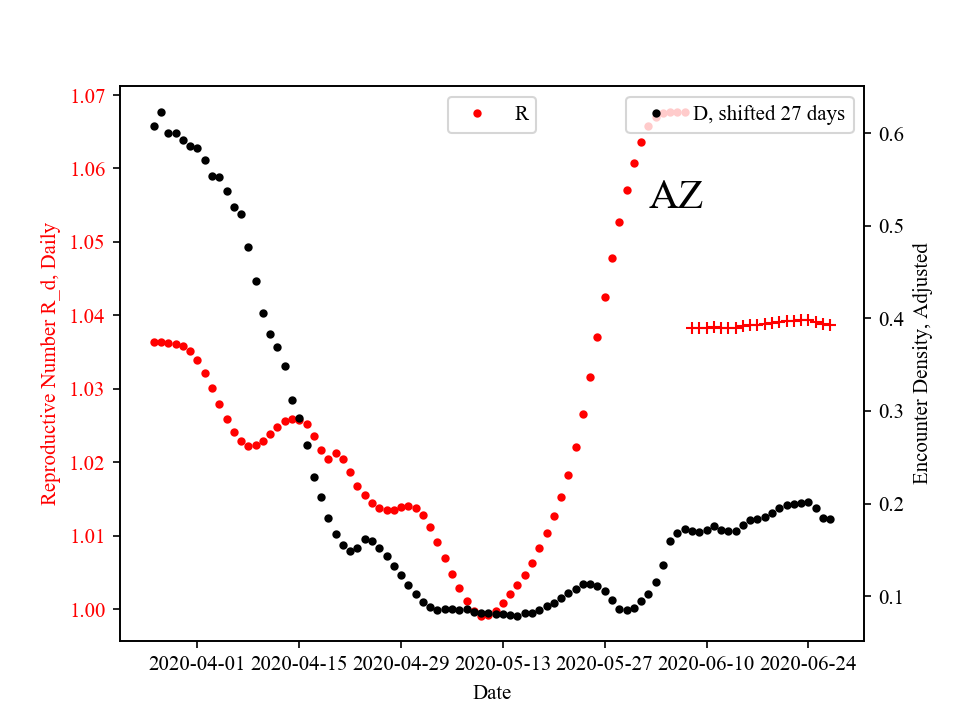 R
D, shifted 27 days
AZ
1.07
1.06
1.05
1.04
1.03
1.02
1.01
1.00
Reproductive Number R_d, Daily
0.6
0.5
0.4
0.3
0.2
0.1
Encounter Density, Adjusted
2020-04-01 2020-04-15 2020-04-29 2020-05-13 2020-05-27 2020-06-10 2020-06-24
Date